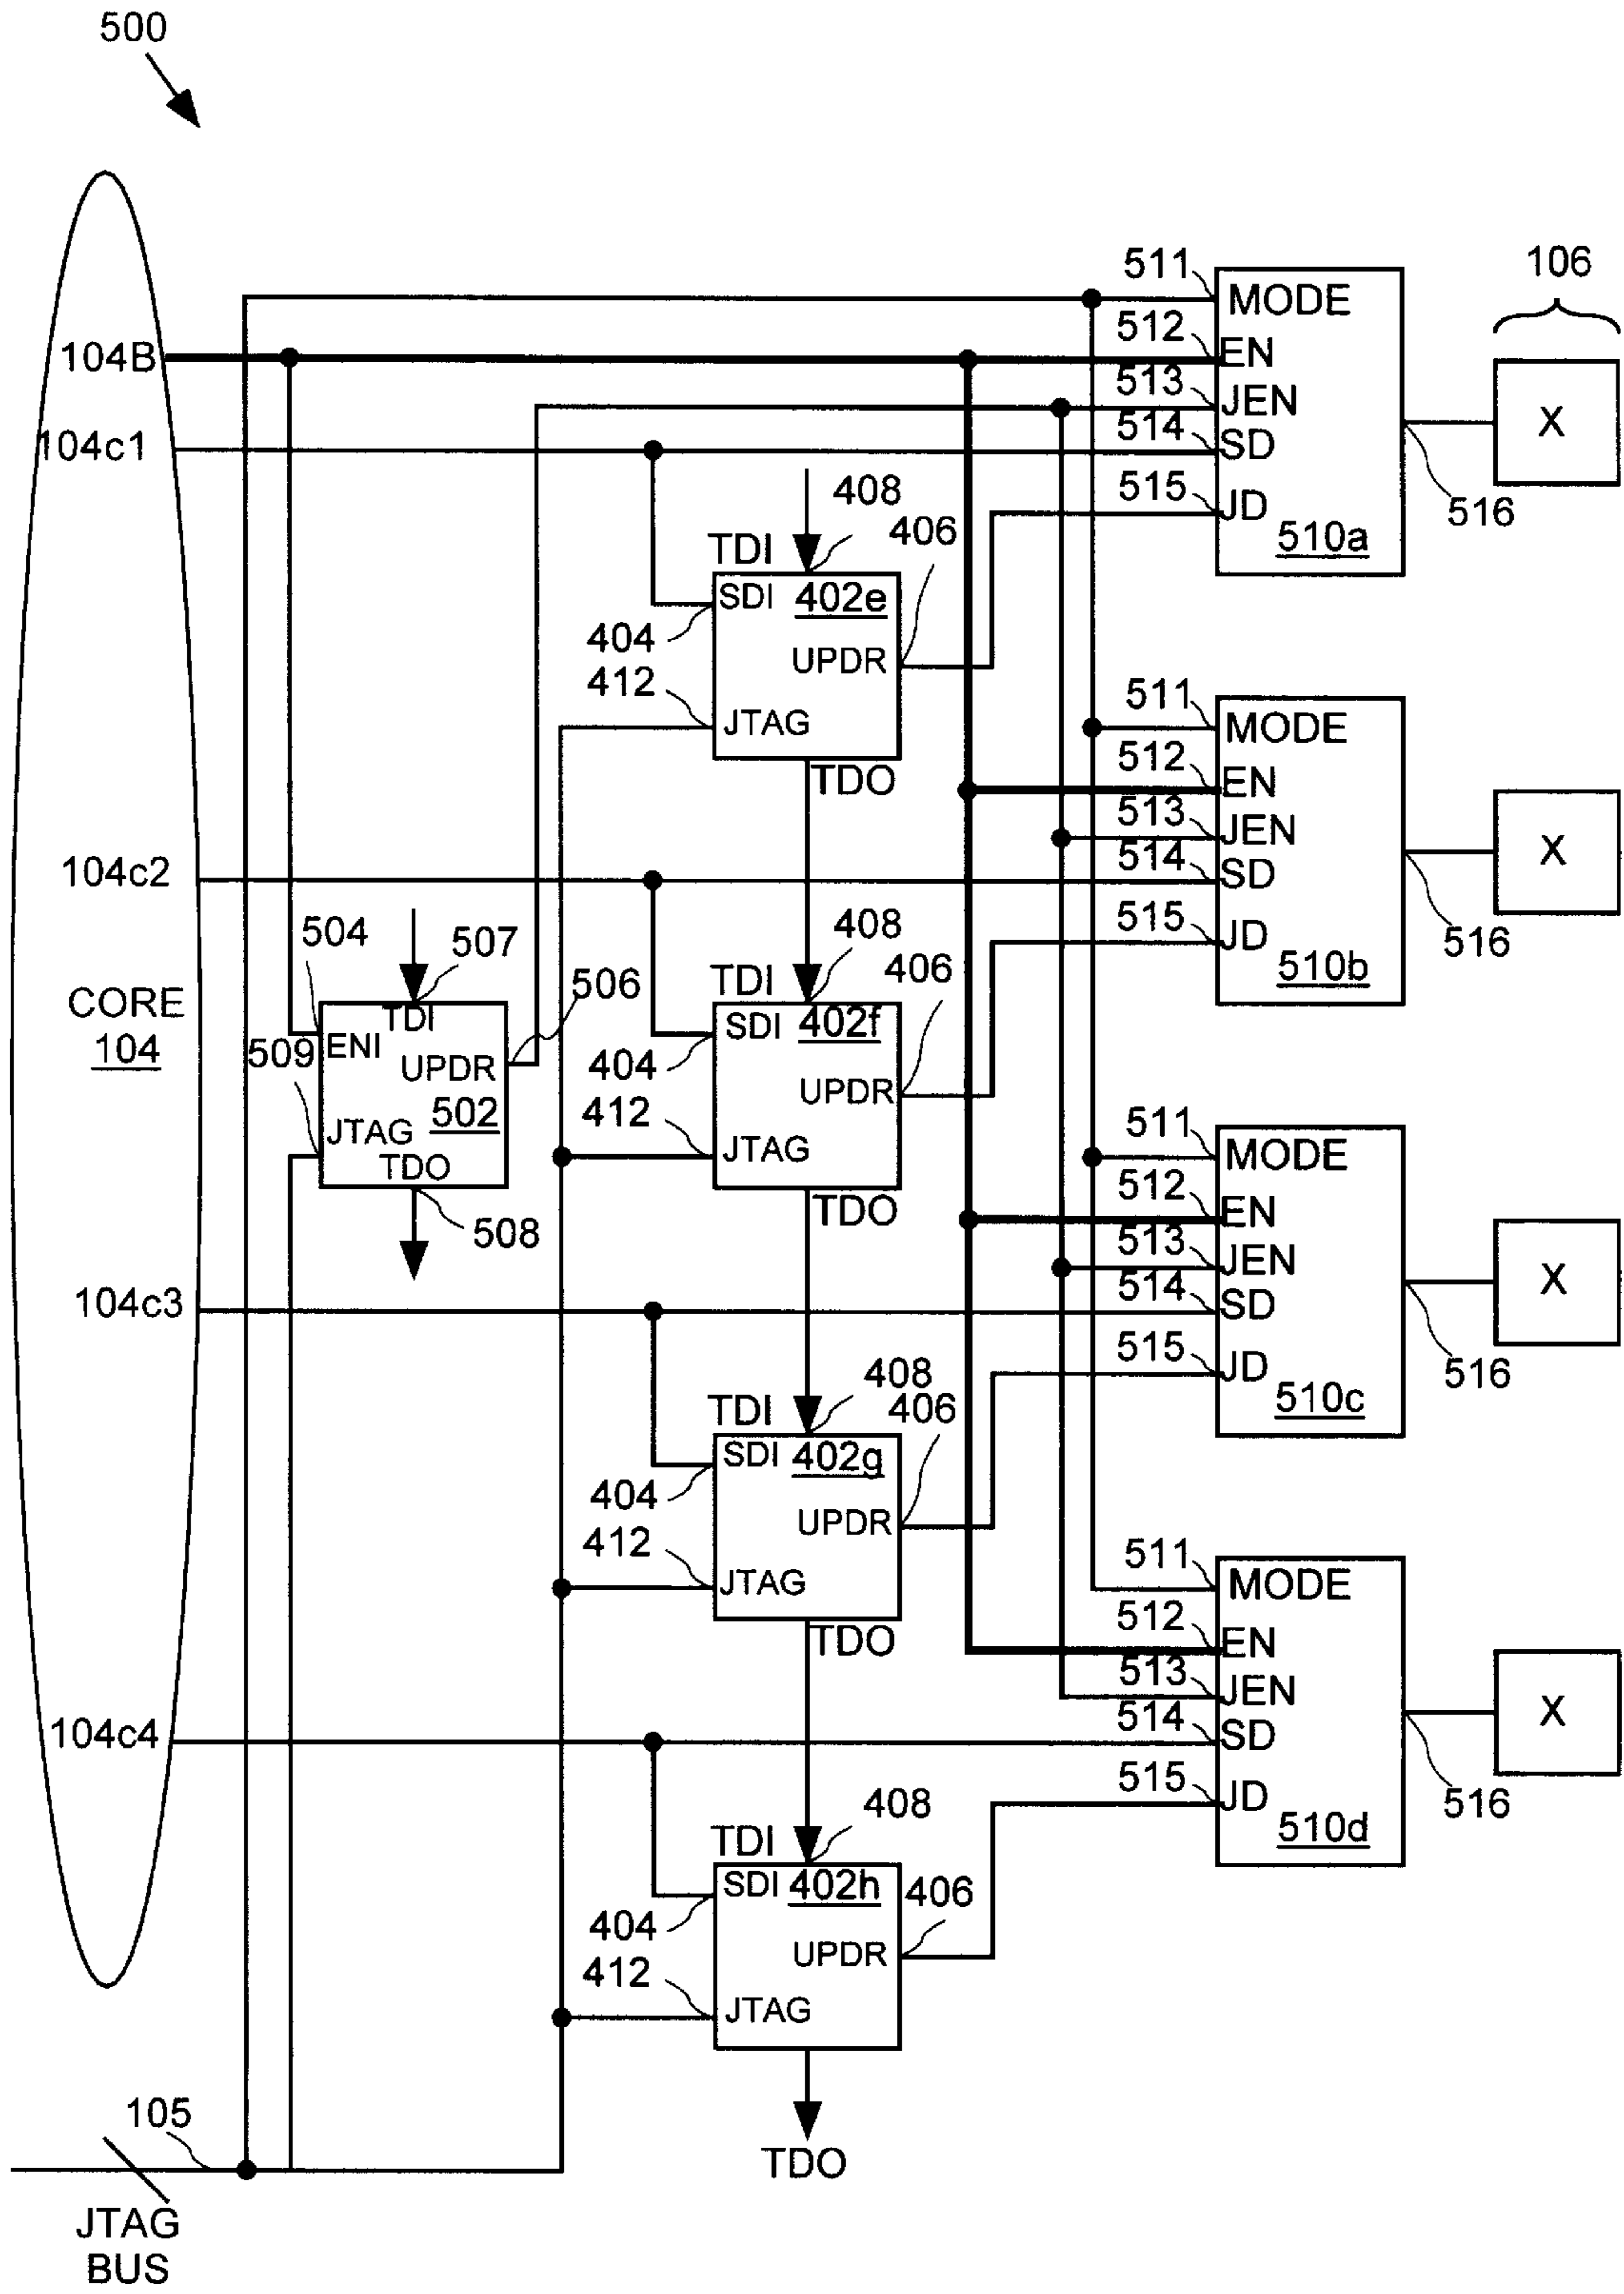 500
511
106
MODE
104B
512
EN
513
JEN
X
104c1
514
SD
408
515
JD
516
406
510a
TDI
SDI
402e
404
UPDR
511
412
MODE
JTAG
512
TDO
EN
513
JEN
X
104c2
514
SD
504
507
408
515
JD
516
406
510b
506
TDI
CORE
TDI
SDI
402f
104
509
ENI
404
UPDR
UPDR
502
412
511
JTAG
JTAG
MODE
TDO
512
TDO
EN
508
513
JEN
X
104c3
514
SD
408
515
JD
516
TDI
406
510c
SDI
402g
404
UPDR
412
511
JTAG
MODE
512
TDO
EN
513
JEN
X
104c4
514
SD
408
515
JD
516
TDI
510d
SDI
402h
406
404
UPDR
412
JTAG
105
TDO
JTAG
BUS